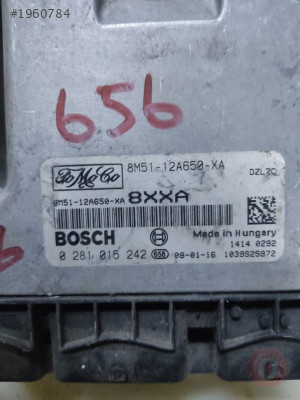 #1960784
656
FoMoCo 8M51-12A650-XA
8M51-12A650-XA 8XXA
BOSCH
Made in Hungary
1414 0292
0 281 015 242 656 08-01-16 1039S25872